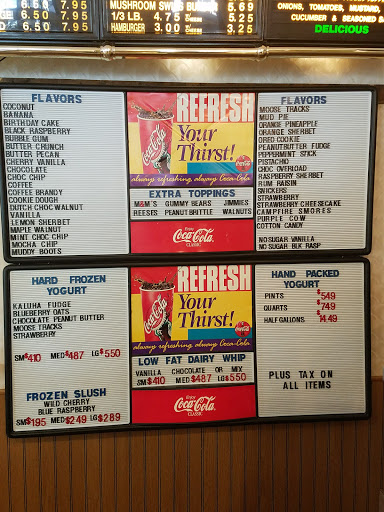 6.50 7.95
5.20 6.50 7.95
D 6.50 7.95
MUSHROOM SWISS BURGER 5.69
1/3 LB. 4.75 5.25
HAMBURGER 3.00 3.25
ONIONS, TOMATOES, MUSTARD,
CUCUMBER & SEASONED
DELICIOUS
FLAVORS
COCONUT
BANANA
BIRTHDAY CAKE
BLACK RASPBERRY
BUBBLE GUM
BUTTER CRUNCH
BUTTER PECAN
CHERRY VANILLA
CHOCOLATE
CHOC CHIP
COFFEE
COFFEE BRANDY
COOKIE DOUGH
DUTCH CHOC WALNUT
VANILLA
LEMON SHERBET
MAPLE WALNUT
MINT CHOC CHIP
MOCHA CHIP
MUDDY BOOTS
REFRESH
Your
Thirst!
Coca-Cola
always refreshing. always Coca-Cola.
EXTRA TOPPINGS
M&M'S GUMMY BEARS JIMMIES
REESES PEANUT BRITTLE WALNUTS
Enjoy
Coca-Cola
CLASSIC
FLAVORS
MOOSE TRACKS
MUD PIE
ORANGE PINEAPPLE
ORANGE SHERBET
OREO COOKIE
PEANUTBUTTER FUDGE
PEPPERMINT STICK
PISTACHIO
CHOC OVERLOAD
RASPBERRY SHERBET
RUM RAISIN
SNICKERS
STRAWBERRY
STRAWBERRY CHEESECAKE
CAMPFIRE SMORES
PURPLE COW
COTTON CANDY
NO SUGAR VANILLA
NO SUGAR BLK RASP
HARD FROZEN
YOGURT
KALUHA FUDGE
BLUEBERRY OATS
CHOCOLATE PEANUT BUTTER
MOOSE TRACKS
STRAWBERRY
SM $4.10 MED $4.87 LG $5.50
FROZEN SLUSH
WILD CHERRY
BLUE RASPBERRY
SM $1.95 MED $2.49 LG $2.89
REFRESH
Your
Thirst!
Coca-Cola
always refreshing. always Coca-Cola.
LOW FAT DAIRY WHIP
VANILLA CHOCOLATE OR MIX
SM $4.10 MED $4.87 LG $5.50
Enjoy
Coca-Cola
CLASSIC
HAND PACKED
YOGURT
PINTS $5.49
QUARTS $7.49
HALF GALLONS $14.49
PLUS TAX ON
ALL ITEMS